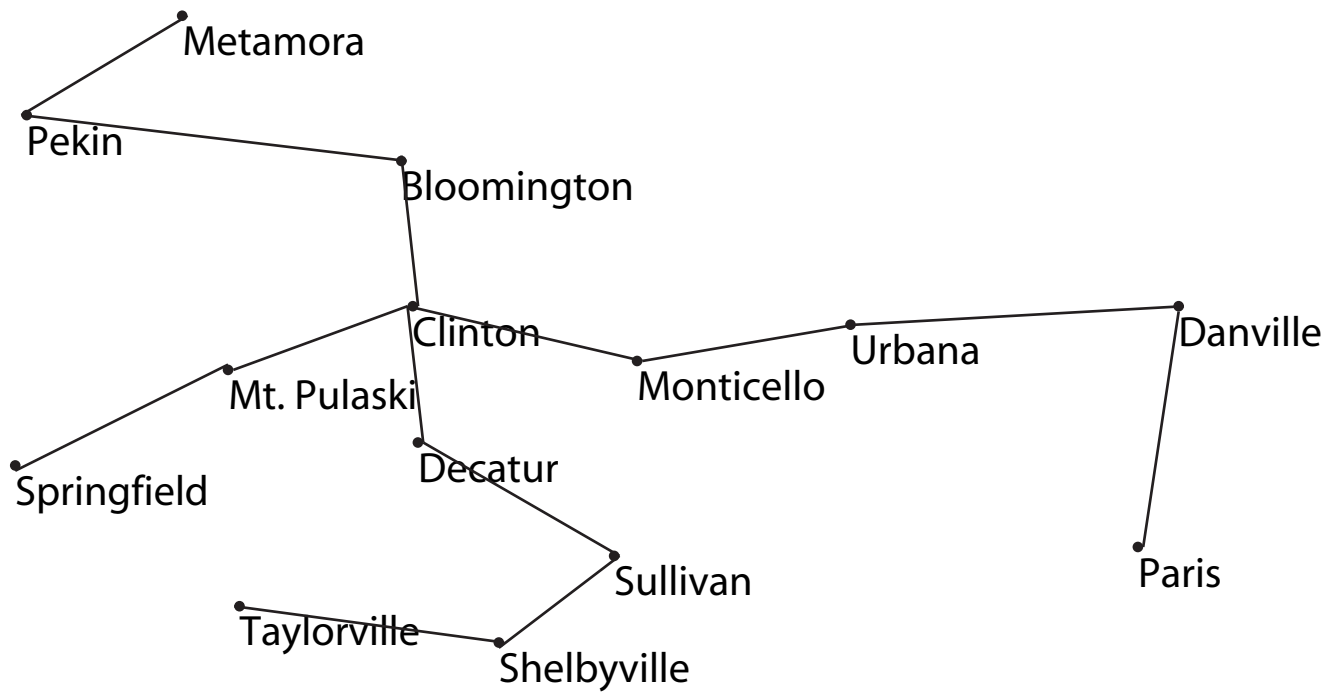 Metamora
Pekin
Bloomington
Clinton
Danville
Urbana
Monticello
Mt. Pulaski
Decatur
Springfield
Paris
Sullivan
Taylorville
Shelbyville